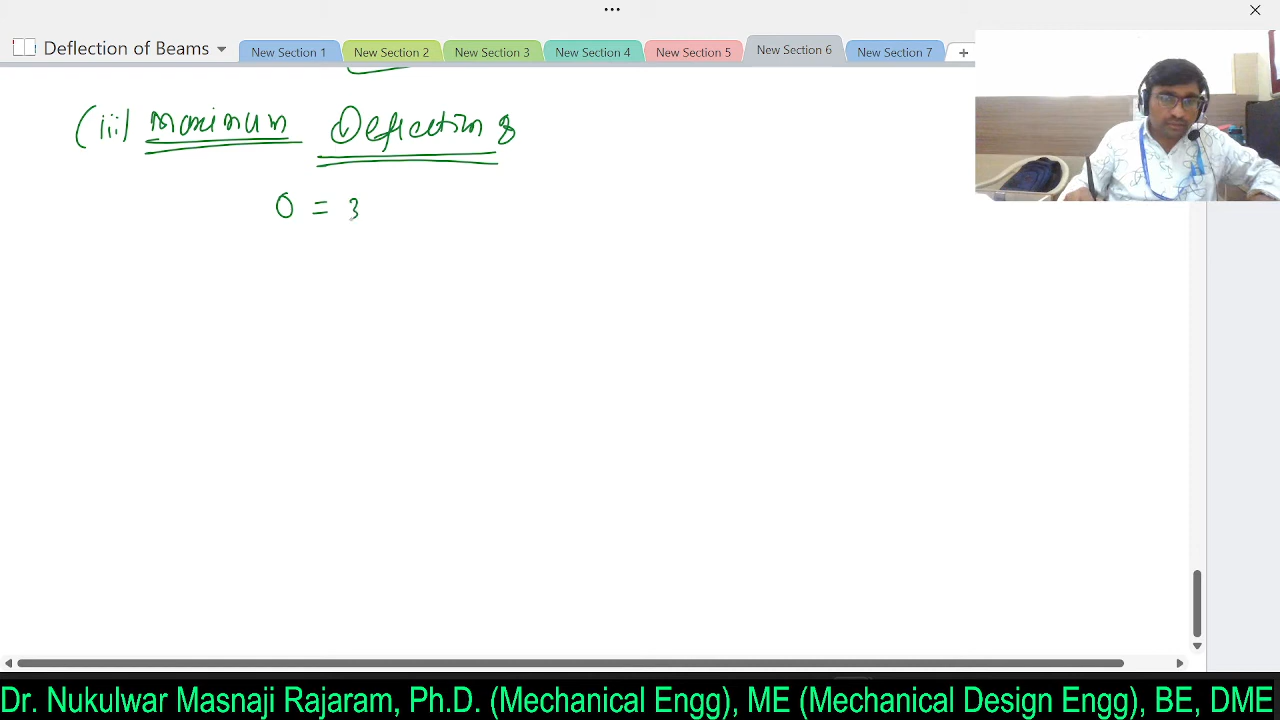 Deflection of Beams
New Section 1 New Section 2 New Section 3 New Section 4 New Section 5 New Section 6 New Section 7
(iii) Maximum Deflection :
0 = 3
Dr. Nukulwar Masnaji Rajaram, Ph.D. (Mechanical Engg), ME (Mechanical Design Engg), BE, DME